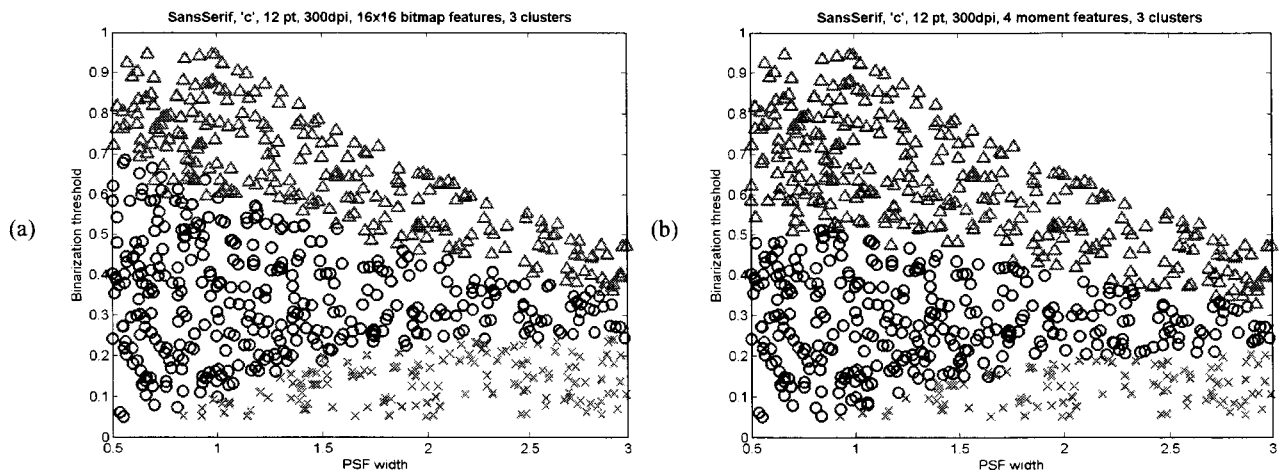 SansSerif, 'c', 12 pt, 300dpi, 16x16 bitmap features, 3 clusters
1
0.9
0.8
0.7
0.6
0.5
0.4
0.3
0.2
0.1
0
Binarization threshold
(a)
0.5 1 1.5 2 2.5 3
PSF width
SansSerif, 'c', 12 pt, 300dpi, 4 moment features, 3 clusters
1
0.9
0.8
0.7
0.6
0.5
0.4
0.3
0.2
0.1
0
Binarization threshold
(b)
0.5 1 1.5 2 2.5 3
PSF width